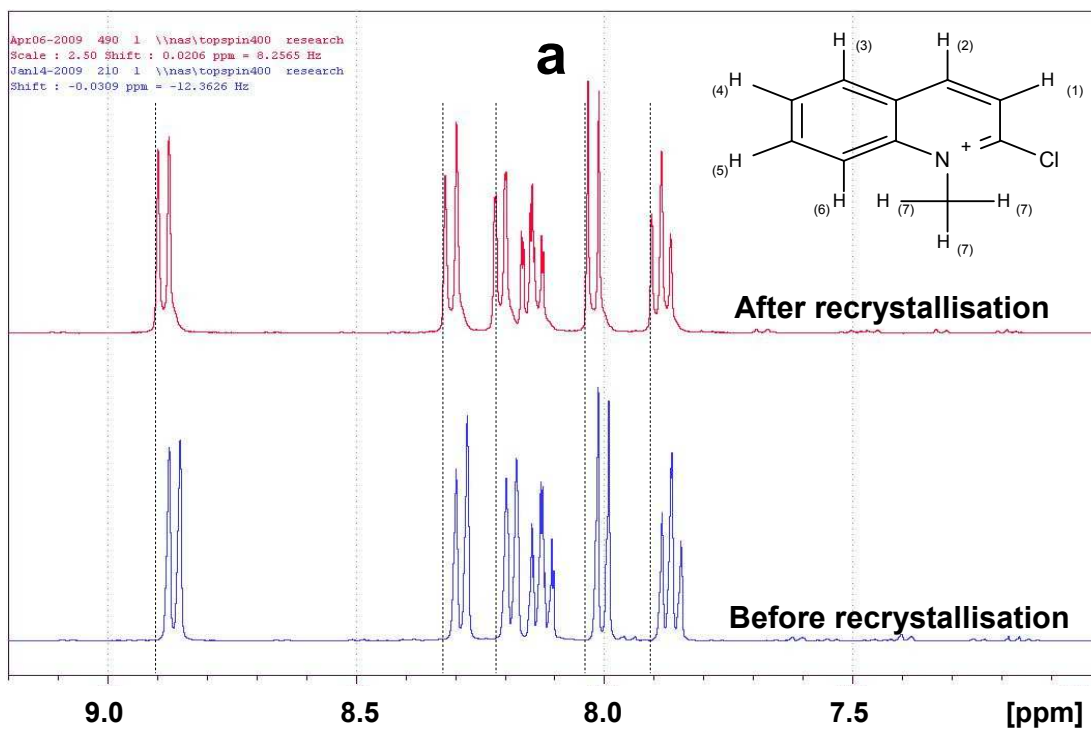 Apr06-2009 490 1 \\nas\topspin400 research
Scale : 2.50 Shift : 0.0206 ppm = 8.2565 Hz
Jan14-2009 210 1 \\nas\topspin400 research
Shift : -0.0309 ppm = -12.3626 Hz
a
(3) H
H (2)
(4) H
H (1)
(5) H
N +
Cl
(6) H
H (7)
H (7)
H (7)
After recrystallisation
Before recrystallisation
9.0 8.5 8.0 7.5 [ppm]